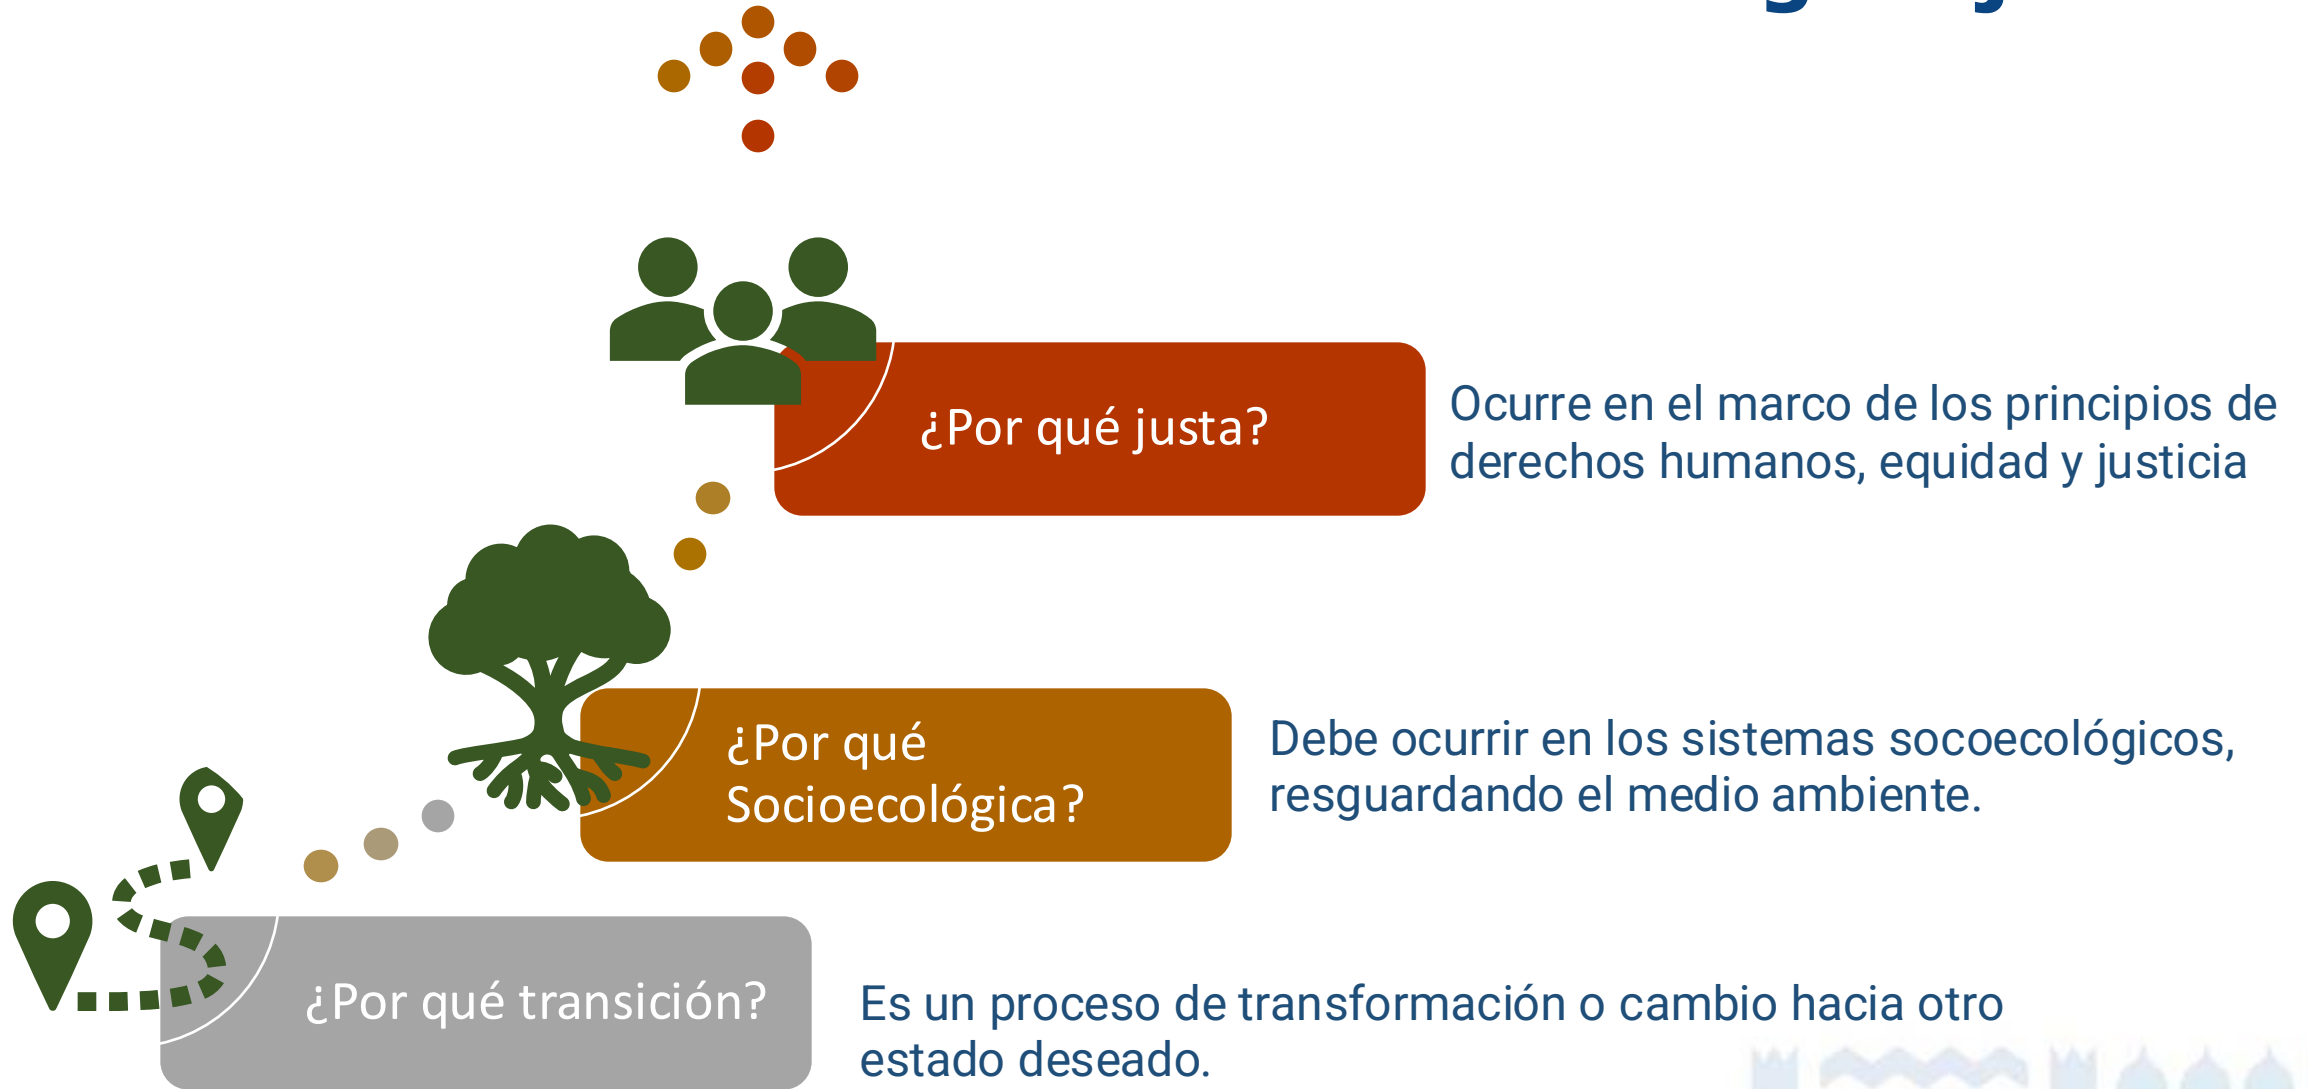 ¿Por qué justa?
Ocurre en el marco de los principios de
derechos humanos, equidad y justicia
¿Por qué
Socioecológica?
Debe ocurrir en los sistemas socoecológicos,
resguardando el medio ambiente.
¿Por qué transición?
Es un proceso de transformación o cambio hacia otro
estado deseado.